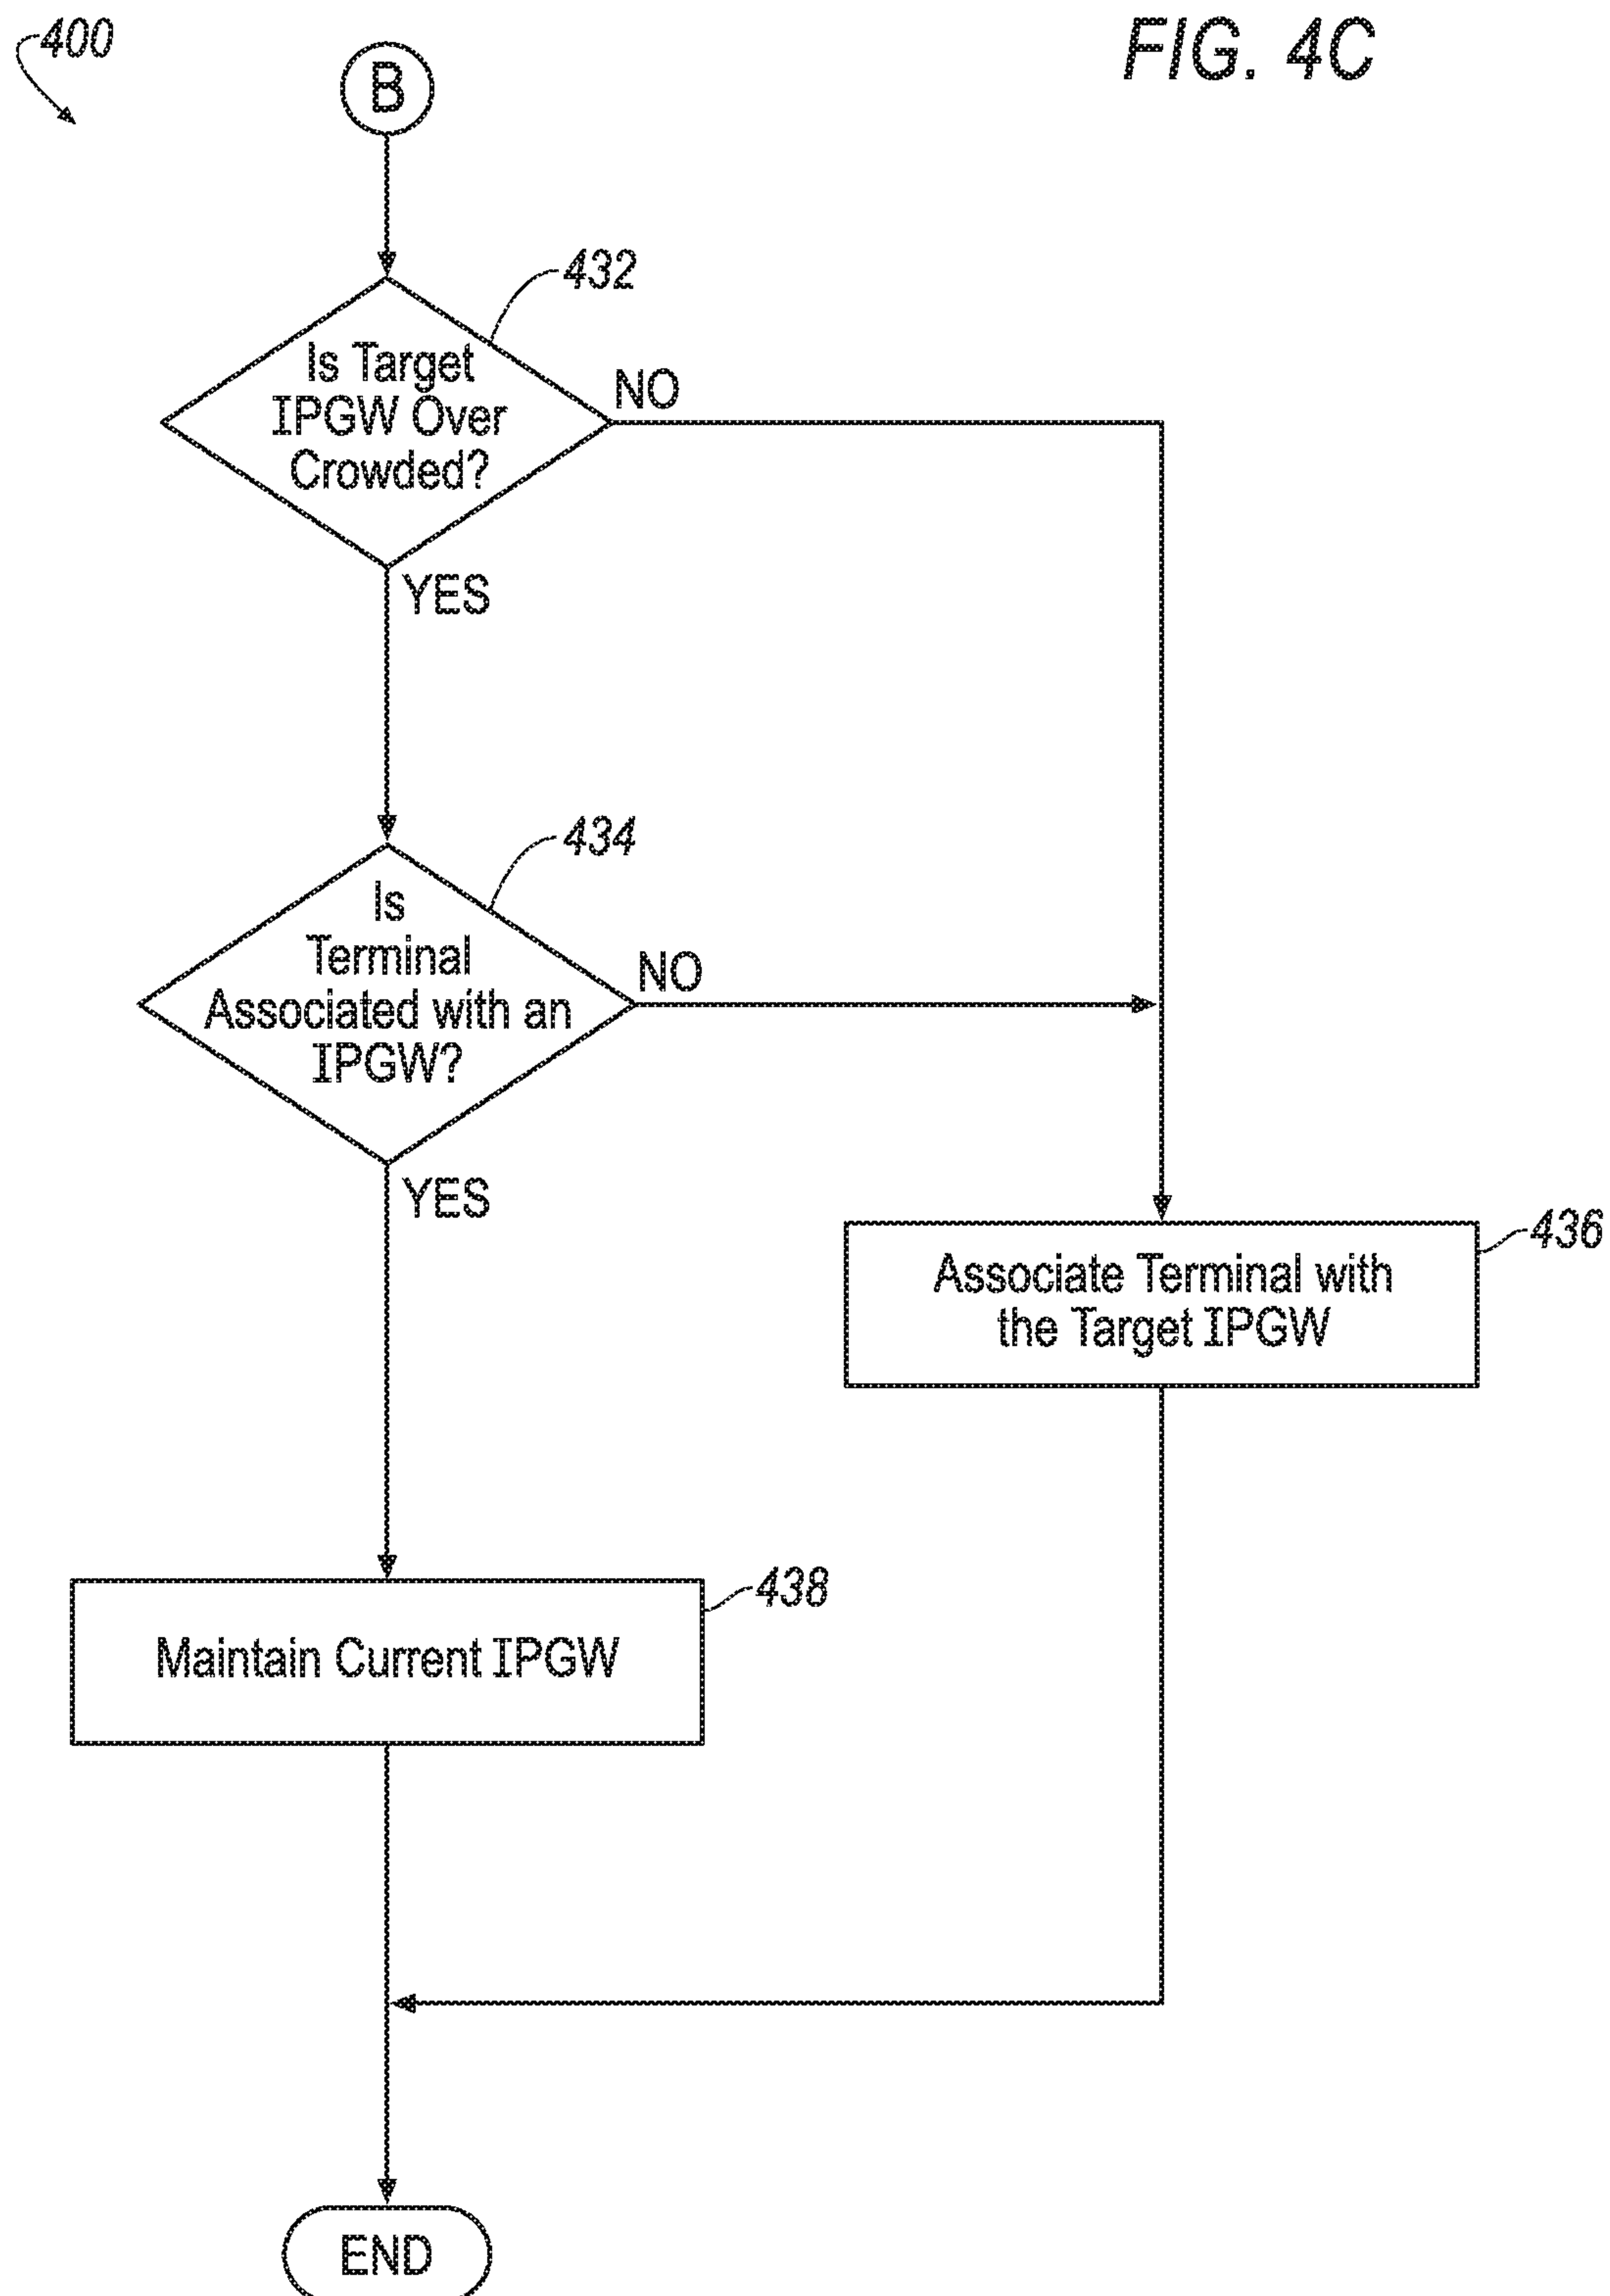 400
FIG. 4C
B
432
Is Target
IPGW Over
Crowded?
NO
YES
434
Is
Terminal
Associated with an
IPGW?
NO
YES
436
Associate Terminal with
the Target IPGW
438
Maintain Current IPGW
END